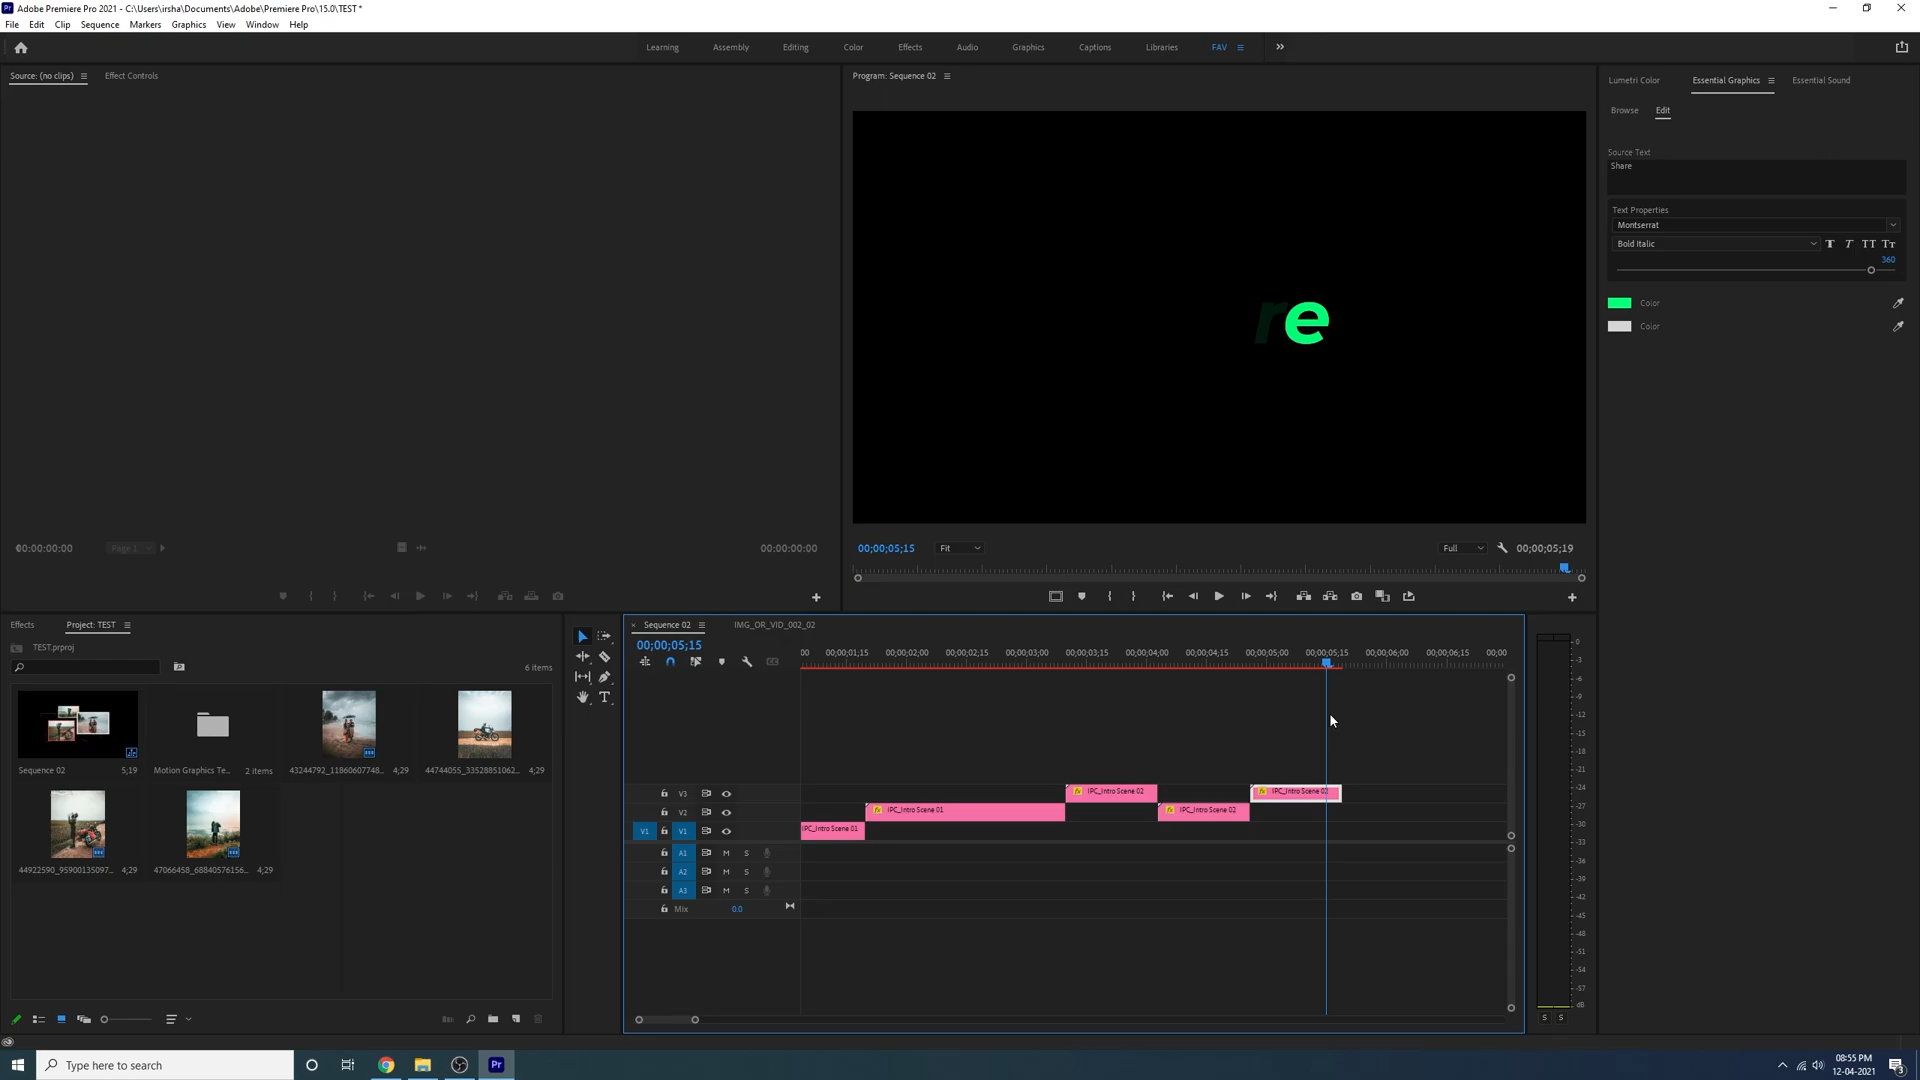 Adobe Premiere Pro 2021 - C:\Users\irsha\Documents\Adobe\Premiere Pro\15.0\TEST *
File Edit Clip Sequence Markers Graphics View Window Help
Learning Assembly Editing Color Effects Audio Graphics Captions Libraries FAV
Source: (no clips) Effect Controls
Program: Sequence 02
re
00:00:00:00 Page 1 00:00:00:00
00;00;05;15 Fit Full 00;00;05;19
Lumetri Color Essential Graphics Essential Sound
Browse Edit
Source Text
Share
Text Properties
Montserrat
Bold Italic
360
Color
Color
Effects Project: TEST
TEST.prproj
6 items
Sequence 02 5;19
Motion Graphics Te... 2 items
43244792_11860607748... 4;29
44744055_33528851062... 4;29
44922590_95900135097... 4;29
47066458_68840576156... 4;29
Sequence 02 IMG_OR_VID_002_02
00;00;05;15
00 00;00;01;15 00;00;02;00 00;00;02;15 00;00;03;00 00;00;03;15 00;00;04;00 00;00;04;15 00;00;05;00 00;00;05;15 00;00;06;00 00;00;06;15 00;00
V3 IPC_Intro Scene 02 IPC_Intro Scene 02
V2 IPC_Intro Scene 01 IPC_Intro Scene 02
V1 V1 IPC_Intro Scene 01
A1 M S
A2 M S
A3 M S
Mix 0.0
0
-3
-6
-9
-12
-15
-18
-21
-24
-27
-30
-33
-36
-39
-42
-45
-48
-51
-54
-57
dB
S S
Type here to search
08:55 PM
12-04-2021
3